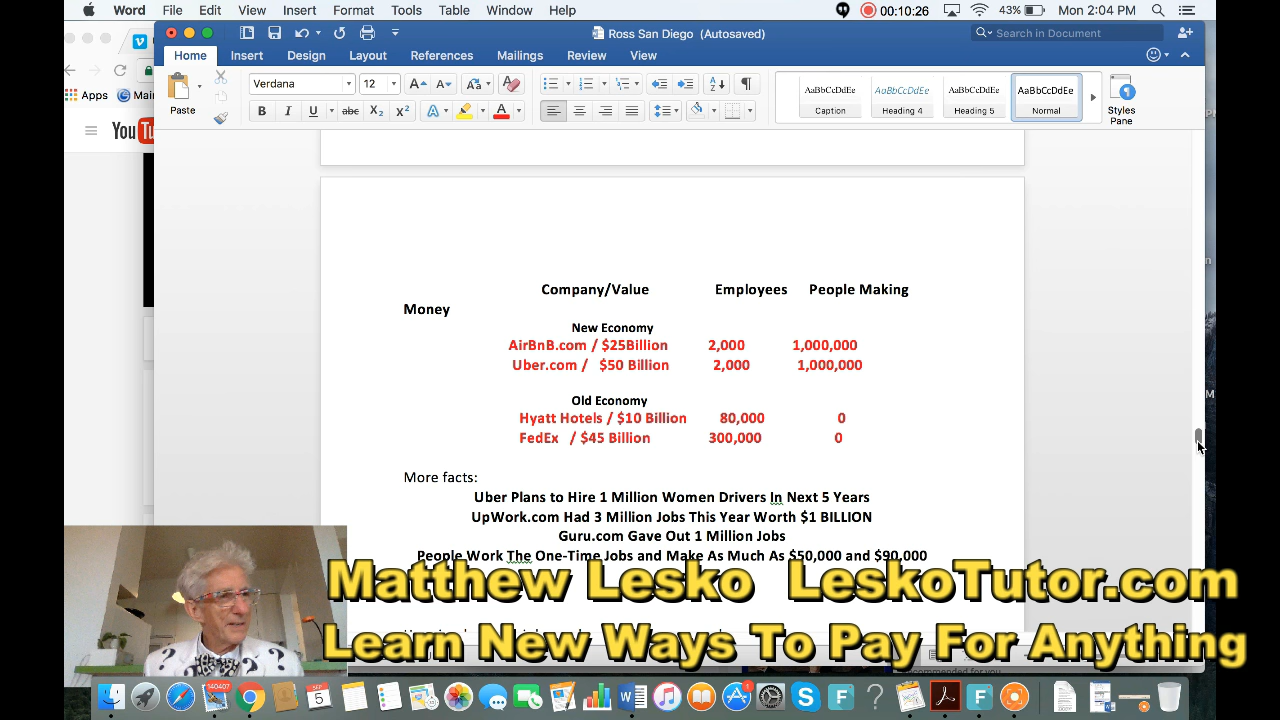 Word File Edit View Insert Format Tools Table Window Help 00:10:26 43% Mon 2:04 PM
Ross San Diego (Autosaved)
Search in Document
Home Insert Design Layout References Mailings Review View
Paste
Verdana 12
B I U abc X2 X2
AaBbCcDdEe AaBbCcDdEe AaBbCcDdEe AaBbCcDdEe
Caption Heading 4 Heading 5 Normal
Styles Pane
Apps
You
Company/Value Employees People Making
Money
New Economy
AirBnB.com / $25Billion 2,000 1,000,000
Uber.com / $50 Billion 2,000 1,000,000
Old Economy
Hyatt Hotels / $10 Billion 80,000 0
FedEx / $45 Billion 300,000 0
More facts:
Uber Plans to Hire 1 Million Women Drivers In Next 5 Years
UpWork.com Had 3 Million Jobs This Year Worth $1 BILLION
Guru.com Gave Out 1 Million Jobs
People Work The One-Time Jobs and Make As Much As $50,000 and $90,000
Matthew Lesko LeskoTutor.com
Learn New Ways To Pay For Anything